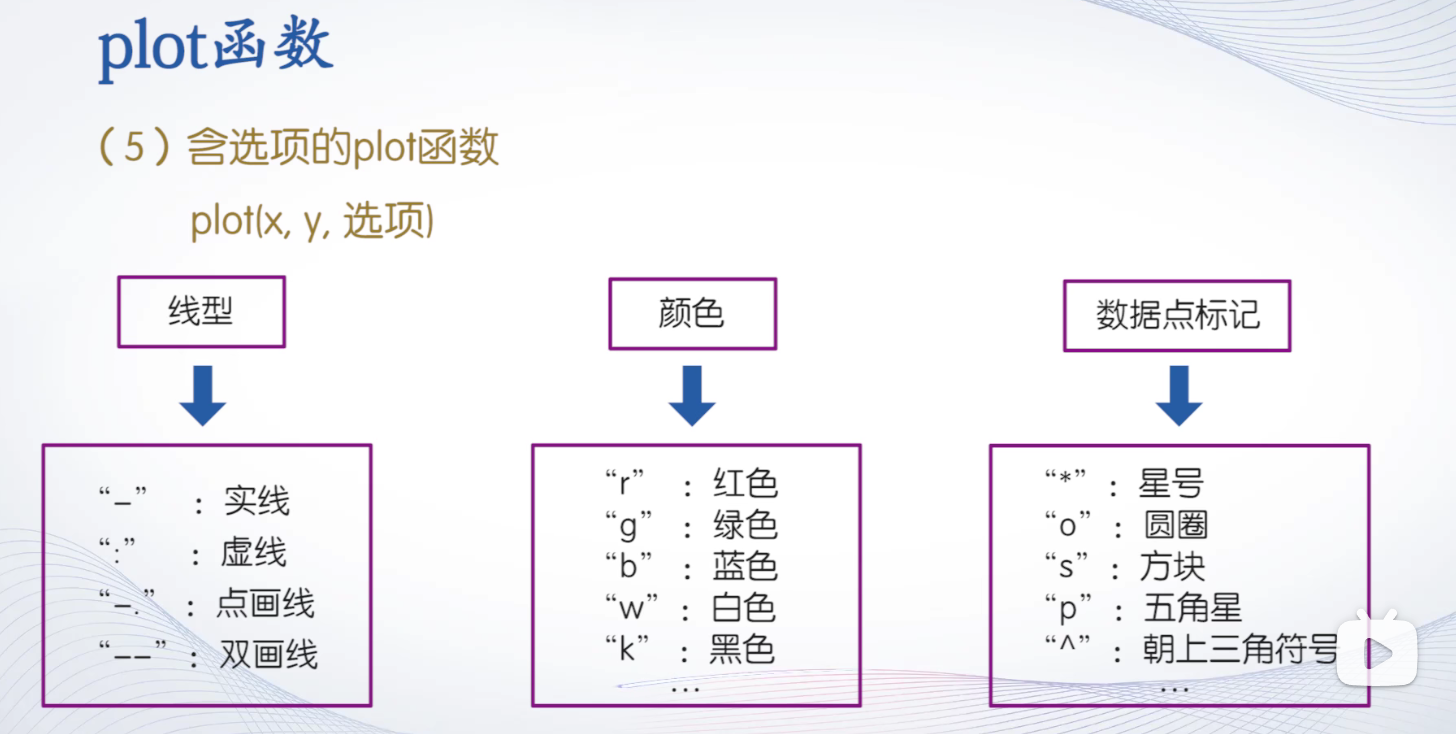 plot函数
（5）含选项的plot函数
plot(x, y, 选项)
线型
“-” ：实线
“:” ：虚线
“-.” ：点画线
“--” ：双画线
颜色
“r” ：红色
“g” ：绿色
“b” ：蓝色
“w” ：白色
“k” ：黑色
…
数据点标记
“*” ：星号
“o” ：圆圈
“s” ：方块
“p” ：五角星
“^” ：朝上三角符号
…